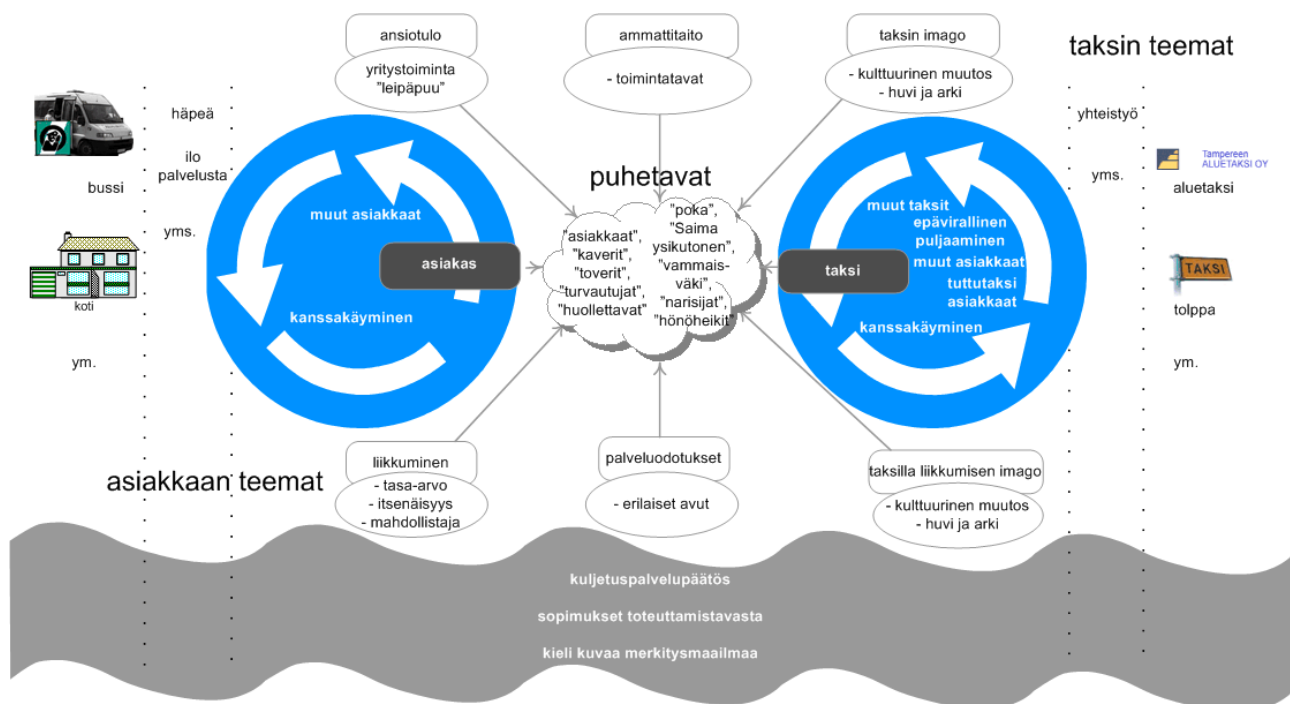 ansiotulo
yritystoiminta
"leipäpuu"
ammattitaito
- toimintatavat
taksin imago
- kulttuurinen muutos
- huvi ja arki
taksin teemat
häpeä
ilo
palvelusta
yms.
bussi
koti
ym.
yhteistyö
yms.
Tampereen
ALUETAKSI OY
aluetaksi
TAKSI
tolppa
ym.
puhetavat
muut asiakkaat
asiakas
kanssakäyminen
"asiakkaat",
"kaverit",
"toverit",
"turvautujat",
"huollettavat"
"poka",
"Saima
ysikutonen",
"vammais-
väki",
"narisijat",
"hönöheikit"
taksi
muut taksit
epävirallinen
puljaaminen
muut asiakkaat
tuttutaksi
asiakkaat
kanssakäyminen
asiakkaan teemat
liikkuminen
- tasa-arvo
- itsenäisyys
- mahdollistaja
palveluodotukset
- erilaiset avut
taksilla liikkumisen imago
- kulttuurinen muutos
- huvi ja arki
kuljetuspalvelupäätös
sopimukset toteuttamistavasta
kieli kuvaa merkitysmaailmaa